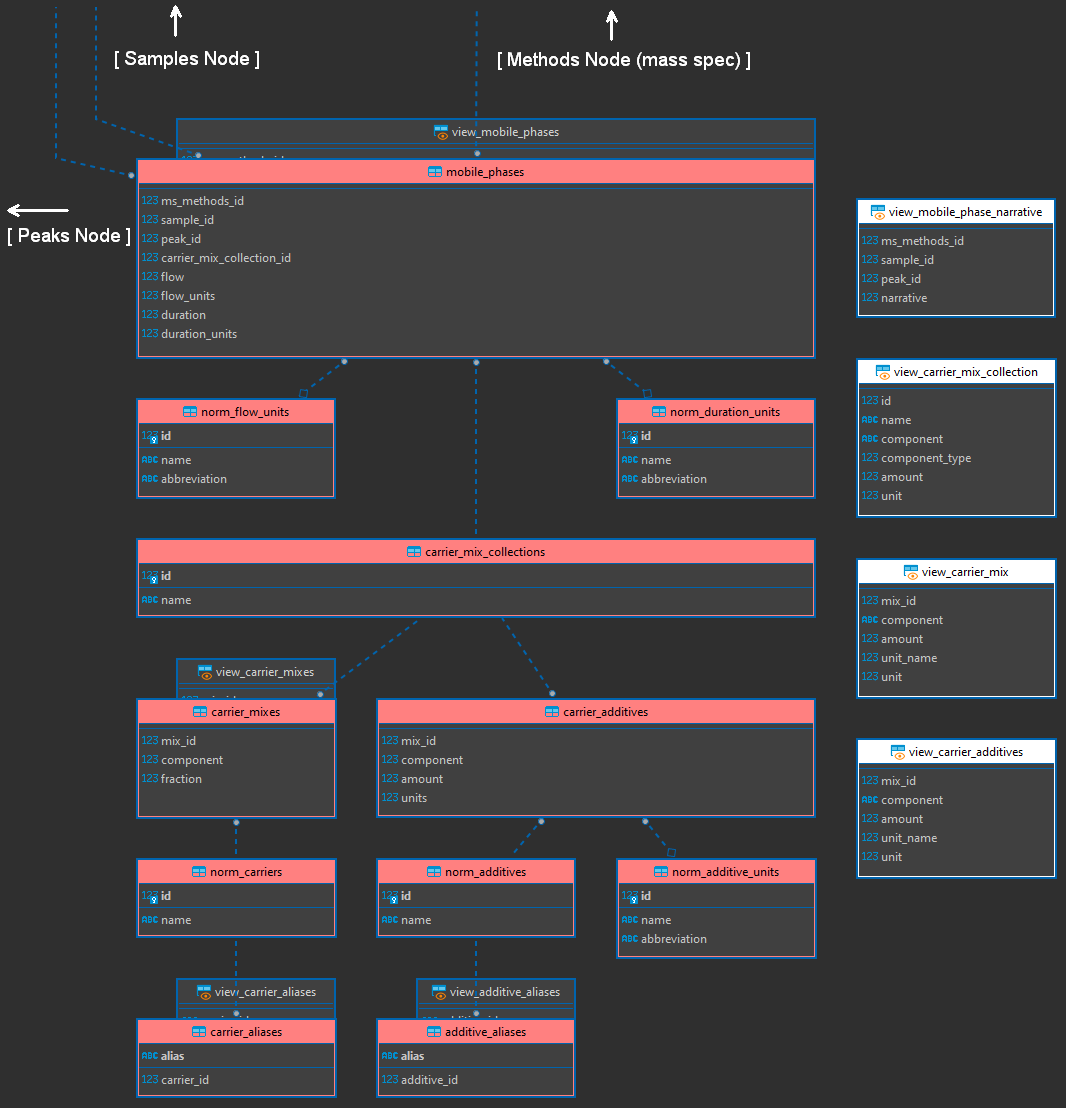 [ Samples Node ]
[ Methods Node (mass spec) ]
view_mobile_phases
mobile_phases
123 ms_methods_id
123 sample_id
123 peak_id
123 carrier_mix_collection_id
123 flow
123 flow_units
123 duration
123 duration_units
[ Peaks Node ]
view_mobile_phase_narrative
123 ms_methods_id
123 sample_id
123 peak_id
123 narrative
norm_flow_units
123 id
ABC name
ABC abbreviation
norm_duration_units
123 id
ABC name
ABC abbreviation
view_carrier_mix_collection
123 id
ABC name
ABC component
123 component_type
123 amount
123 unit
carrier_mix_collections
123 id
ABC name
view_carrier_mix
123 mix_id
ABC component
123 amount
123 unit_name
123 unit
view_carrier_mixes
carrier_mixes
123 mix_id
123 component
123 fraction
carrier_additives
123 mix_id
123 component
123 amount
123 units
view_carrier_additives
123 mix_id
ABC component
123 amount
123 unit_name
123 unit
norm_carriers
123 id
ABC name
norm_additives
123 id
ABC name
norm_additive_units
123 id
ABC name
ABC abbreviation
view_carrier_aliases
carrier_aliases
ABC alias
123 carrier_id
view_additive_aliases
additive_aliases
ABC alias
123 additive_id